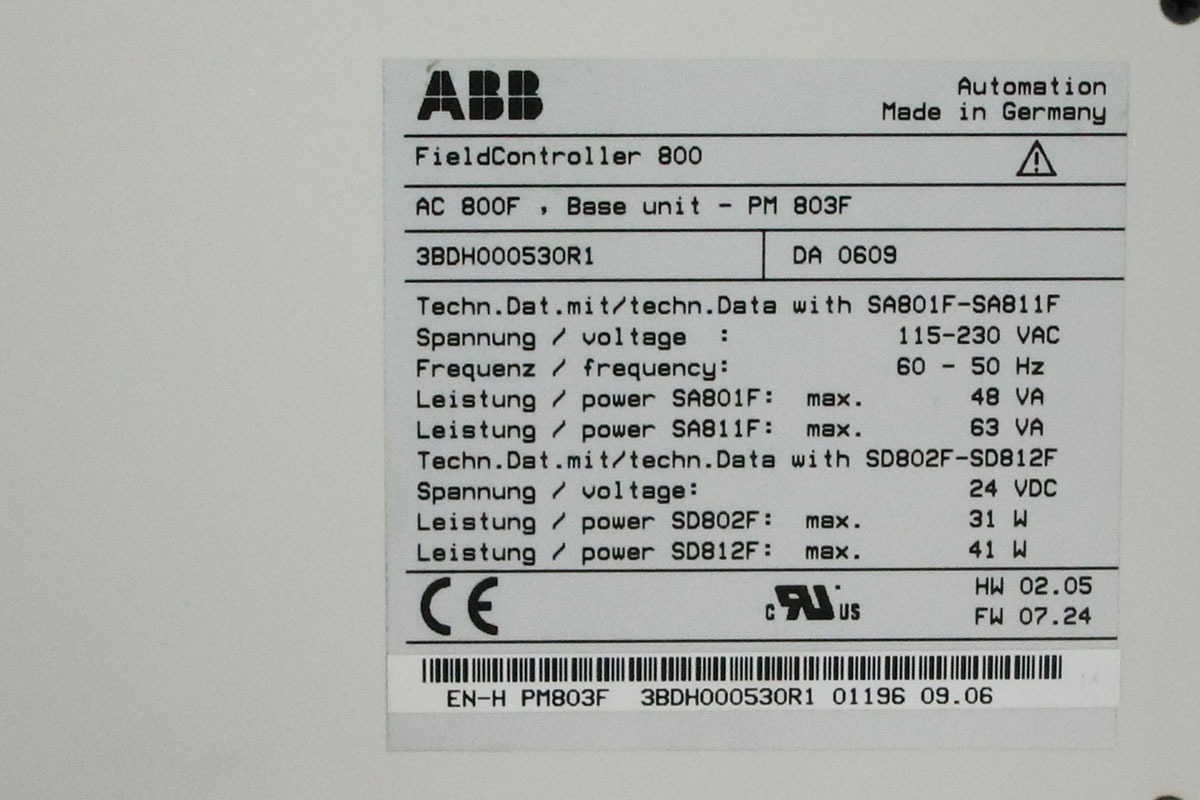 ABB
Automation
Made in Germany
FieldController 800
AC 800F , Base unit - PM 803F
3BDH000530R1 DA 0609
Techn.Dat.mit/techn.Data with SA801F-SA811F
Spannung / voltage : 115-230 VAC
Frequenz / frequency: 60 - 50 Hz
Leistung / power SA801F: max. 48 VA
Leistung / power SA811F: max. 63 VA
Techn.Dat.mit/techn.Data with SD802F-SD812F
Spannung / voltage: 24 VDC
Leistung / power SD802F: max. 31 W
Leistung / power SD812F: max. 41 W
CE c RU US HW 02.05
FW 07.24
EN-H PM803F 3BDH000530R1 01196 09.06